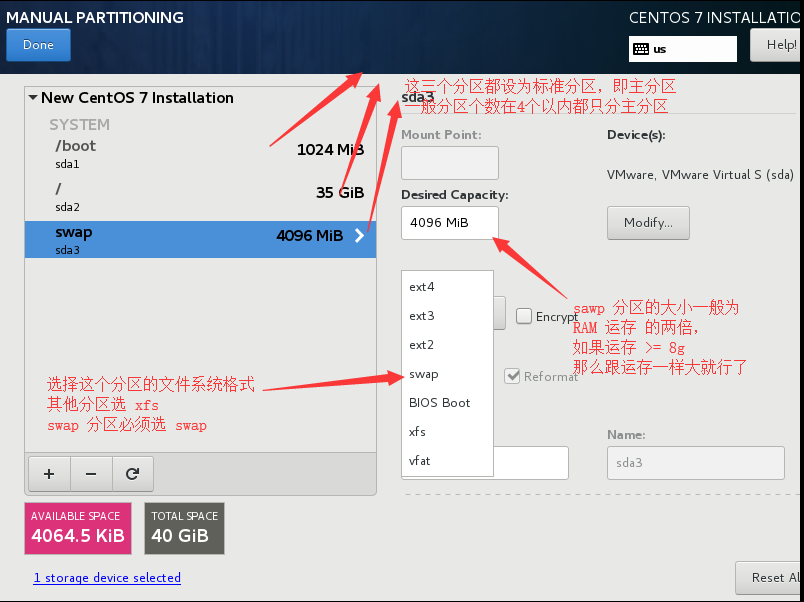 MANUAL PARTITIONING
CENTOS 7 INSTALLATIO
Done
us
Help!
这三个分区都设为标准分区，即主分区
一般分区个数在4个以内都只分主分区
New CentOS 7 Installation
sda3
SYSTEM
/boot
1024 MiB
sda1
/
35 GiB
sda2
swap
4096 MiB
sda3
Mount Point:
Device(s):
VMware, VMware Virtual S (sda)
Desired Capacity:
4096 MiB
Modify...
ext4
ext3
ext2
swap
BIOS Boot
xfs
vfat
Encrypt
Reformat
sawp 分区的大小一般为
RAM 运存 的两倍，
如果运存 >= 8g
那么跟运存一样大就行了
选择这个分区的文件系统格式
其他分区选 xfs
swap 分区必须选 swap
Name:
sda3
+ −
AVAILABLE SPACE
4064.5 KiB
TOTAL SPACE
40 GiB
1 storage device selected
Reset Al